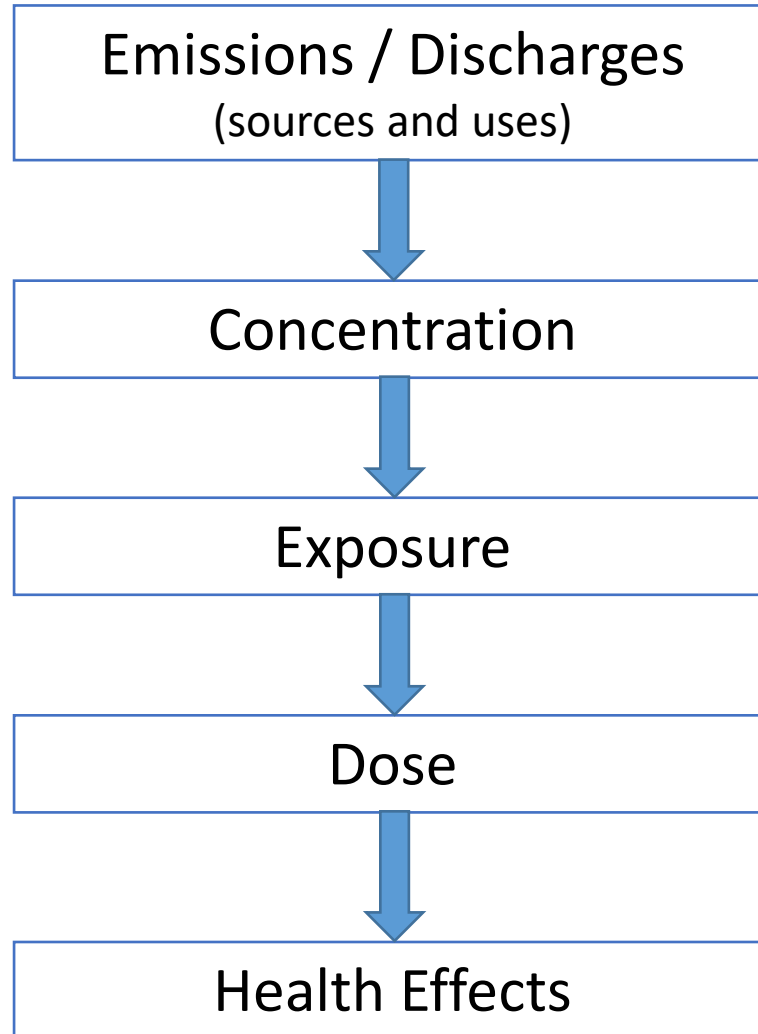 Emissions / Discharges
(sources and uses)
Concentration
Exposure
Dose
Health Effects